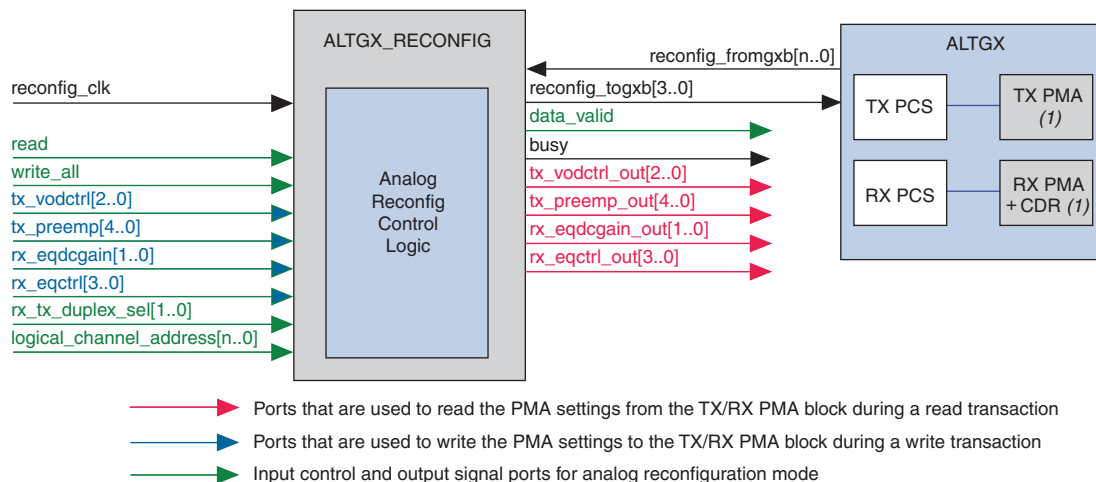 ALTGX_RECONFIG
ALTGX
reconfig_fromgxb[n..0]
reconfig_clk
reconfig_togxb[3..0]
data_valid
read
busy
write_all
tx_vodctrl_out[2..0]
tx_vodctrl[2..0]
tx_preemp_out[4..0]
tx_preemp[4..0]
rx_eqdcgain_out[1..0]
rx_eqdcgain[1..0]
rx_eqctrl_out[3..0]
rx_eqctrl[3..0]
rx_tx_duplex_sel[1..0]
logical_channel_address[n..0]
Analog
Reconfig
Control
Logic
TX PCS
TX PMA
(1)
RX PCS
RX PMA
+ CDR (1)
Ports that are used to read the PMA settings from the TX/RX PMA block during a read transaction
Ports that are used to write the PMA settings to the TX/RX PMA block during a write transaction
Input control and output signal ports for analog reconfiguration mode